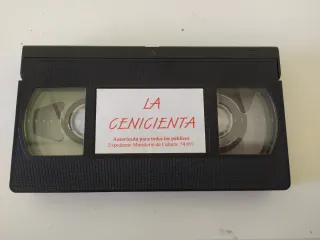 LA
CENICIENTA
Autorizada para todos los públicos
Expediente Ministerio de Cultura: